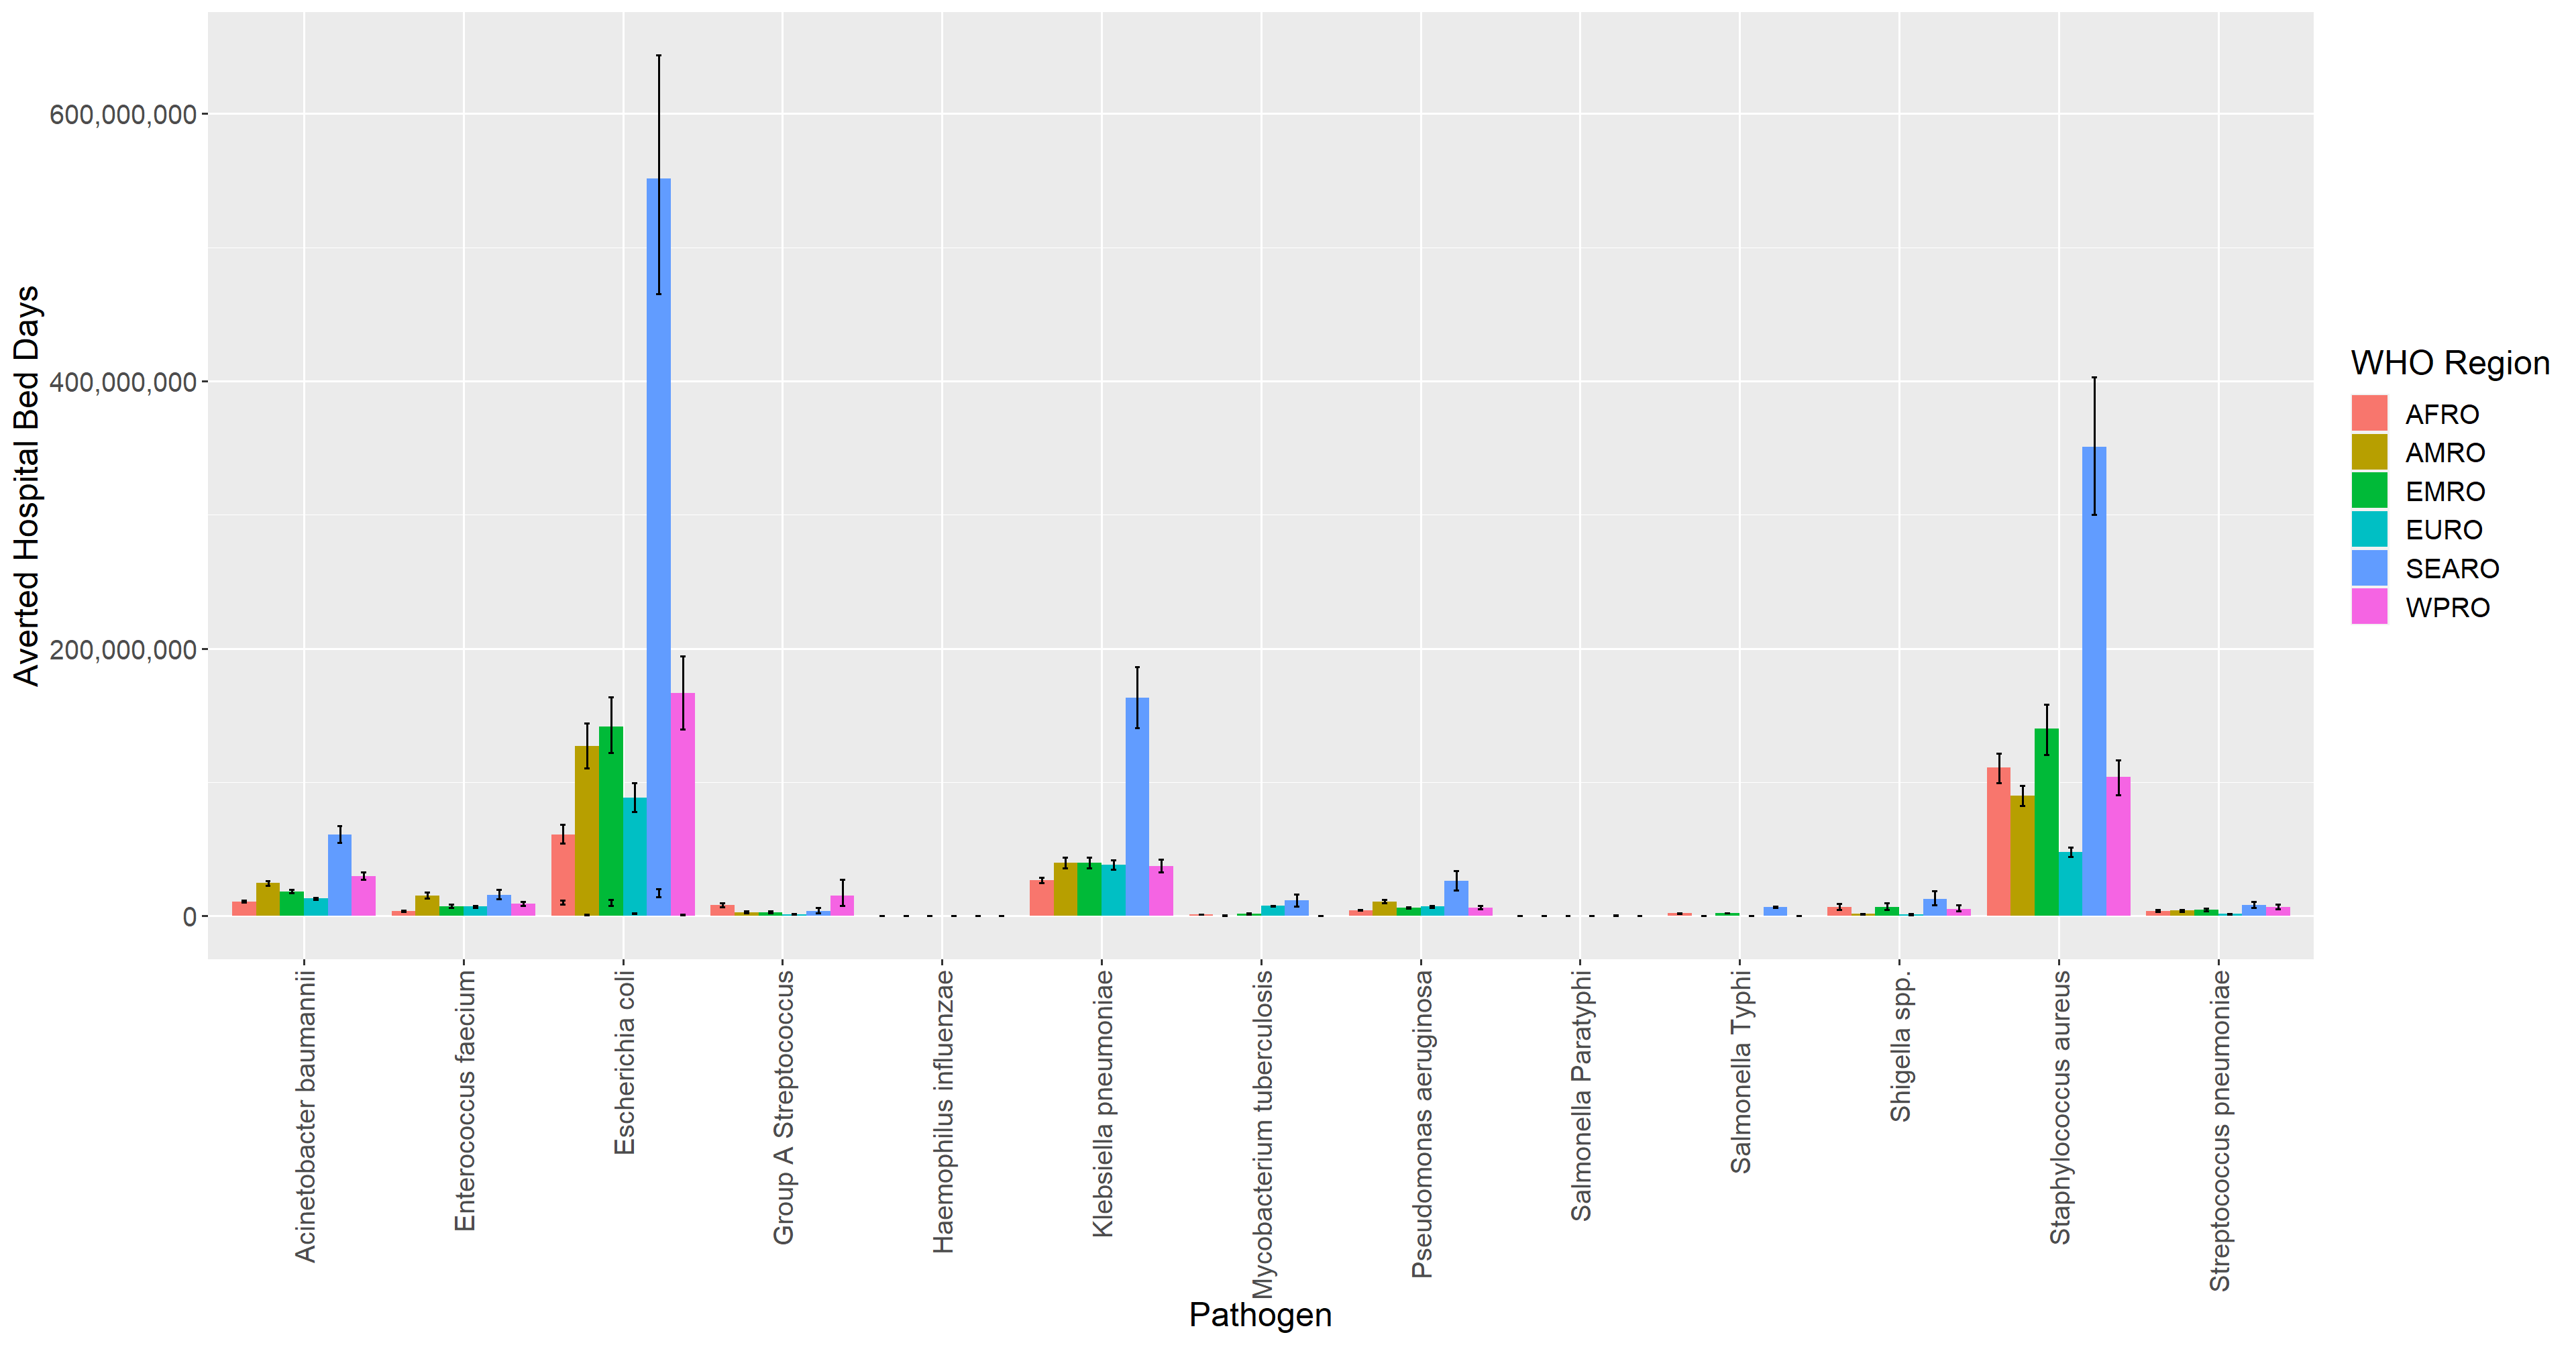 Averted Hospital Bed Days
600,000,000
400,000,000
200,000,000
0
Acinetobacter baumannii
Enterococcus faecium
Escherichia coli
Group A Streptococcus
Haemophilus influenzae
Klebsiella pneumoniae
Mycobacterium tuberculosis
Pseudomonas aeruginosa
Salmonella Paratyphi
Salmonella Typhi
Shigella spp.
Staphylococcus aureus
Streptococcus pneumoniae
Pathogen
WHO Region
AFRO
AMRO
EMRO
EURO
SEARO
WPRO